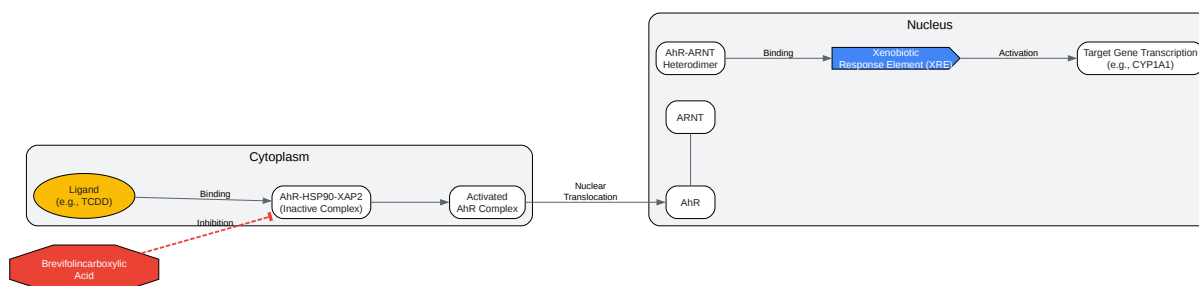 Nucleus
AhR-ARNT
Heterodimer
Binding
Xenobiotic
Response Element (XRE)
Activation
Target Gene Transcription
(e.g., CYP1A1)
ARNT
Cytoplasm
Ligand
(e.g., TCDD)
Binding
AhR-HSP90-XAP2
(Inactive Complex)
Activated
AhR Complex
Nuclear
Translocation
AhR
Inhibition
Brevifolincarboxylic
Acid